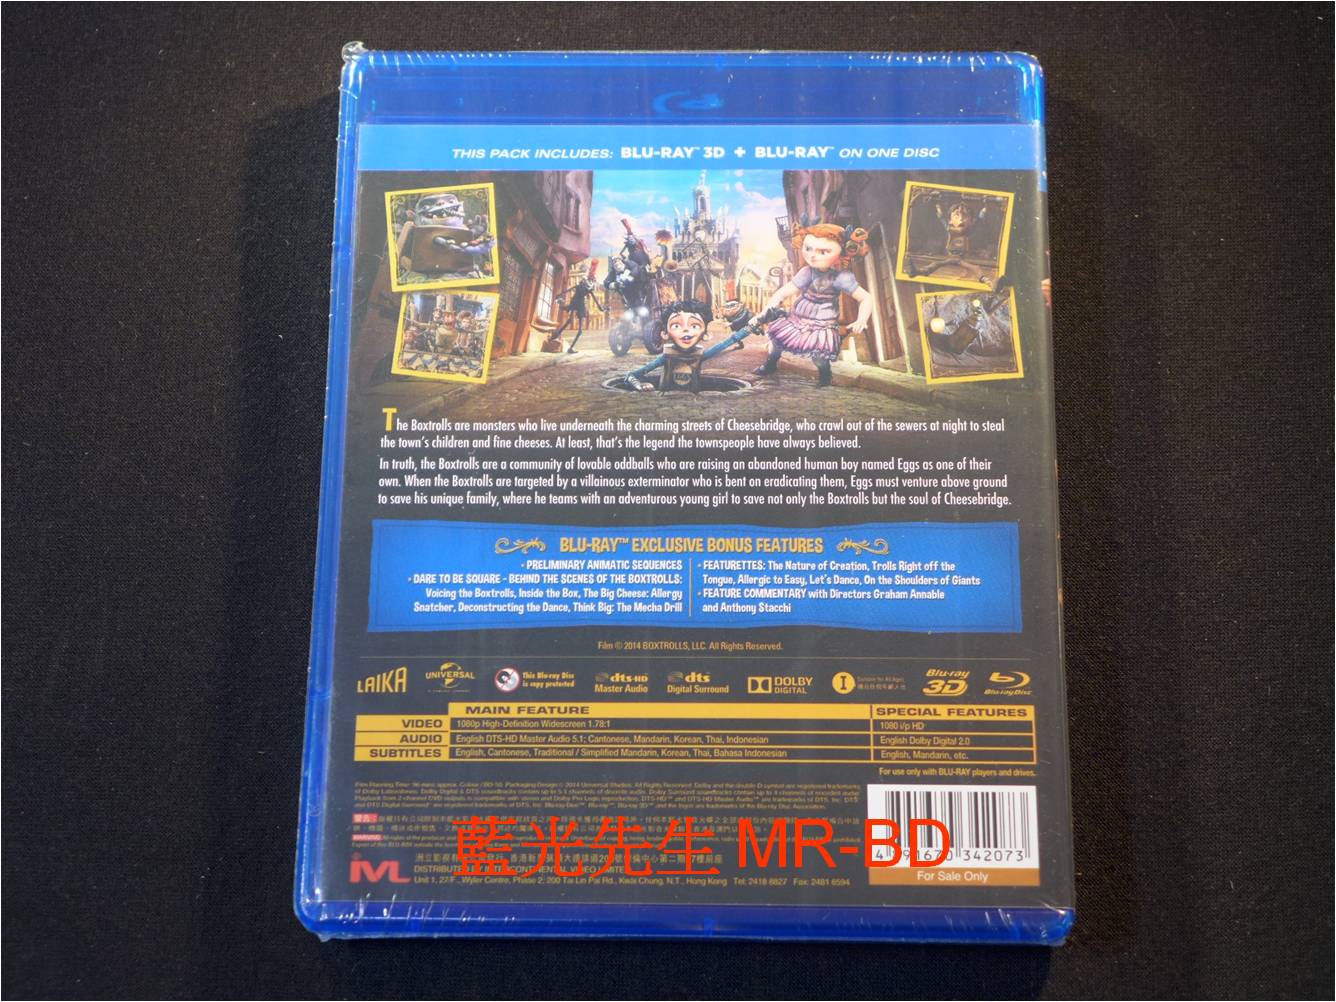 THIS PACK INCLUDES: BLU-RAY™ 3D + BLU-RAY™ ON ONE DISC
The Boxtrolls are monsters who live underneath the charming streets of Cheesebridge, who crawl out of the sewers at night to steal
the town's children and fine cheeses. At least, that's the legend the townspeople have always believed.
In truth, the Boxtrolls are a community of lovable oddballs who are raising an abandoned human boy named Eggs as one of their
own. When the Boxtrolls are targeted by a villainous exterminator who is bent on eradicating them, Eggs must venture above ground
to save his unique family, where he teams with an adventurous young girl to save not only the Boxtrolls but the soul of Cheesebridge.
BLU-RAY™ EXCLUSIVE BONUS FEATURES
• PRELIMINARY ANIMATIC SEQUENCES
• DARE TO BE SQUARE - BEHIND THE SCENES OF THE BOXTROLLS:
Voicing the Boxtrolls, Inside the Box, The Big Cheese: Allergy
Snatcher, Deconstructing the Dance, Think Big: The Mecha Drill
• FEATURETTES: The Nature of Creation, Trolls Right off the
Tongue, Allergic to Easy, Let's Dance, On the Shoulders of Giants
• FEATURE COMMENTARY with Directors Graham Annable
and Anthony Stacchi
Film © 2014 BOXTROLLS, LLC. All Rights Reserved.
LAIKA
UNIVERSAL
This Blu-ray Disc
is copy protected
dts-HD
Master Audio
dts
Digital Surround
DOLBY
DIGITAL
I
Suitable for All Ages
Blu-ray
3D
Blu-ray Disc
MAIN FEATURE
SPECIAL FEATURES
VIDEO
1080p High-Definition Widescreen 1.78:1
1080 i/p HD
AUDIO
English DTS-HD Master Audio 5.1; Cantonese, Mandarin, Korean, Thai, Indonesian
English Dolby Digital 2.0
SUBTITLES
English, Cantonese, Traditional / Simplified Mandarin, Korean, Thai, Bahasa Indonesian
English, Mandarin, etc.
For use only with BLU-RAY players and drives.
藍光先生 MR-BD
IVL
DISTRIBUTED BY INTERCONTINENTAL VIDEO LIMITED
Unit 1, 27/F., Wyler Centre, Phase 2, 200 Tai Lin Pai Rd., Kwai Chung, N.T., Hong Kong Tel: 2418 8827 Fax: 2481 6594
4 891670 342073
For Sale Only